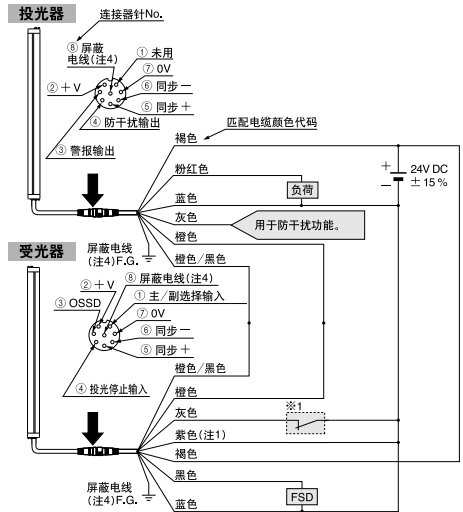 投光器
连接器针No.
⑧ 屏蔽
电线(注4)
① 未用
⑦ 0V
② + V
⑥ 同步 −
⑤ 同步 +
④ 防干扰输出
③ 警报输出
匹配电缆颜色代码
褐色
粉红色
负荷
蓝色
灰色
用于防干扰功能。
橙色
橙色/黑色
+
−
24V DC
± 15 %
屏蔽电线
(注4)F.G.
受光器
② + V
⑧ 屏蔽电线(注4)
③ OSSD
① 主/副选择输入
⑦ 0V
⑥ 同步 −
⑤ 同步 +
④ 投光停止输入
橙色/黑色
橙色
灰色
※1
紫色(注1)
褐色
黑色
FSD
蓝色
屏蔽电线
(注4)F.G.